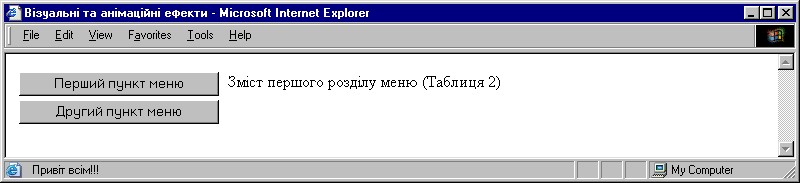 Візуальні та анімаційні ефекти - Microsoft Internet Explorer
File Edit View Favorites Tools Help
Перший пункт меню Зміст першого розділу меню (Таблиця 2)
Другий пункт меню
Привіт всім!!! My Computer